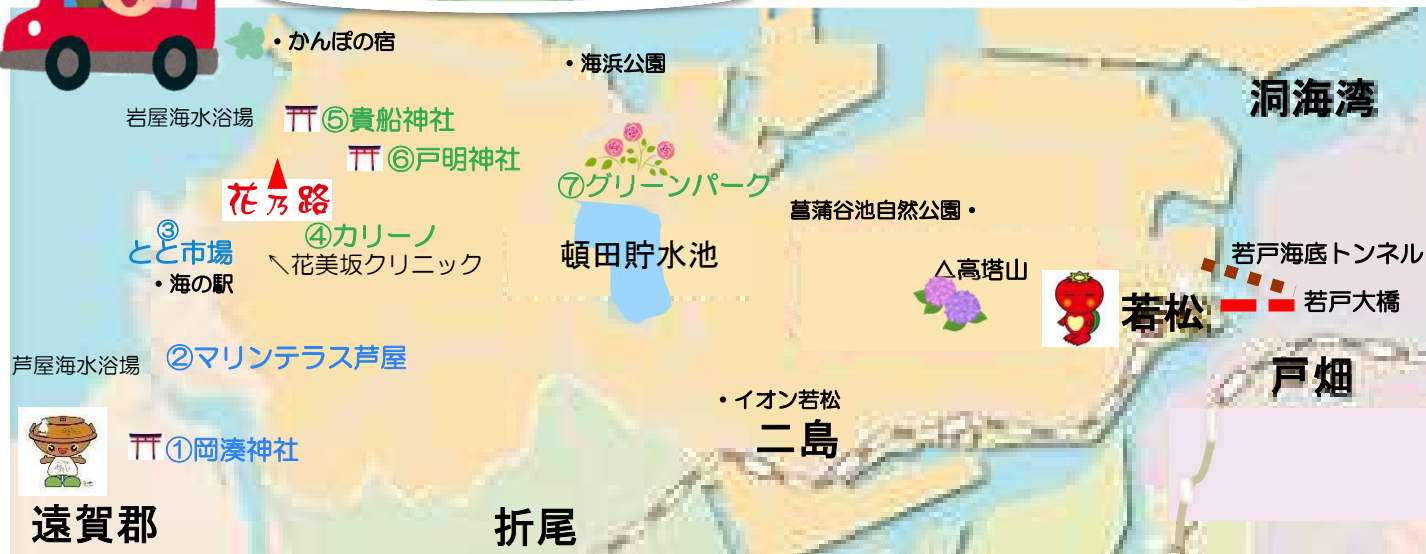 ・かんぽの宿
・海浜公園
洞海湾
岩屋海水浴場
⑤貴船神社
⑥戸明神社
⑦グリーンパーク
花乃路
菖蒲谷池自然公園・
③
とと市場
・海の駅
④カリーノ
↖花美坂クリニック
頓田貯水池
△高塔山
若戸海底トンネル
若松
若戸大橋
芦屋海水浴場
②マリンテラス芦屋
戸畑
・イオン若松
二島
①岡湊神社
遠賀郡
折尾